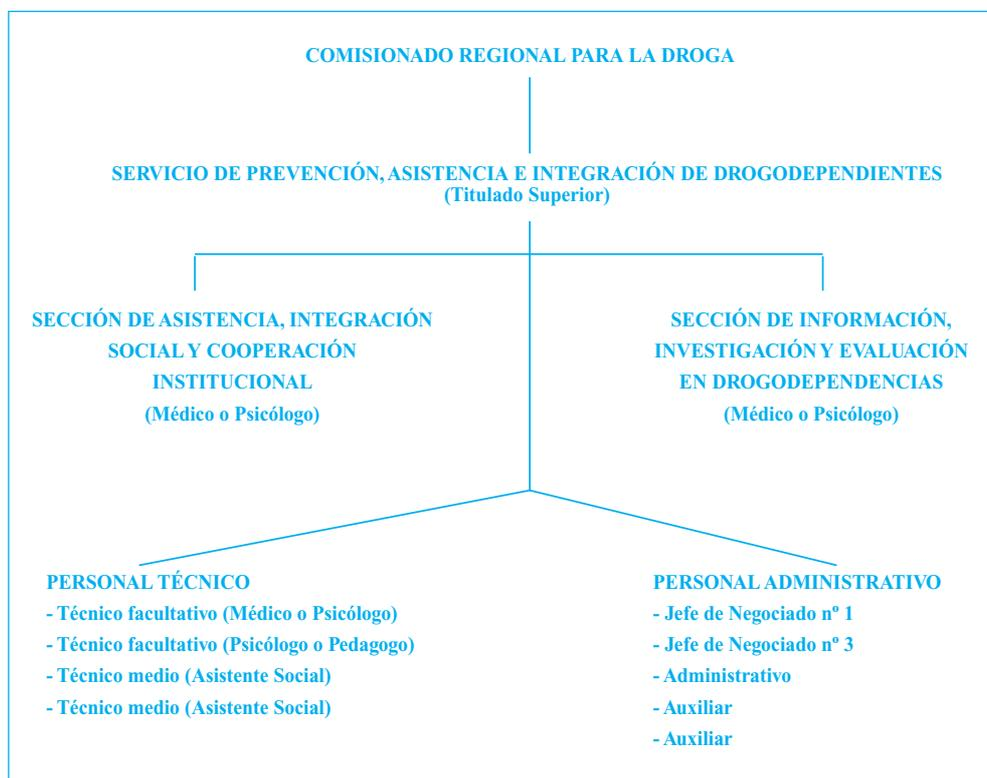 COMISIONADO REGIONAL PARA LA DROGA
SERVICIO DE PREVENCIÓN, ASISTENCIA E INTEGRACIÓN DE DROGODEPENDIENTES
(Titulado Superior)
SECCIÓN DE ASISTENCIA, INTEGRACIÓN
SOCIAL Y COOPERACIÓN
INSTITUCIONAL
(Médico o Psicólogo)
SECCIÓN DE INFORMACIÓN,
INVESTIGACIÓN Y EVALUACIÓN
EN DROGODEPENDENCIAS
(Médico o Psicólogo)
PERSONAL TÉCNICO
- Técnico facultativo (Médico o Psicólogo)
- Técnico facultativo (Psicólogo o Pedagogo)
- Técnico medio (Asistente Social)
- Técnico medio (Asistente Social)
PERSONAL ADMINISTRATIVO
- Jefe de Negociado nº 1
- Jefe de Negociado nº 3
- Administrativo
- Auxiliar
- Auxiliar